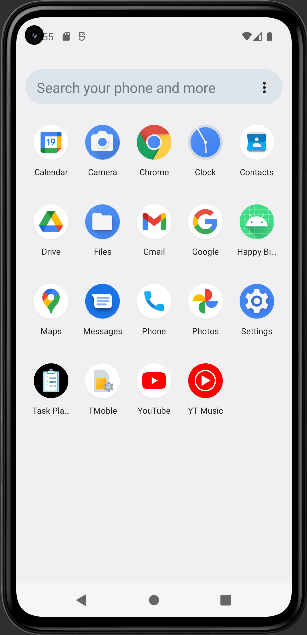 55
Search your phone and more
19
Calendar Camera Chrome Clock Contacts
Drive Files Gmail Google Happy Bi...
Maps Messages Phone Photos Settings
Task Pla... TMoble YouTube YT Music